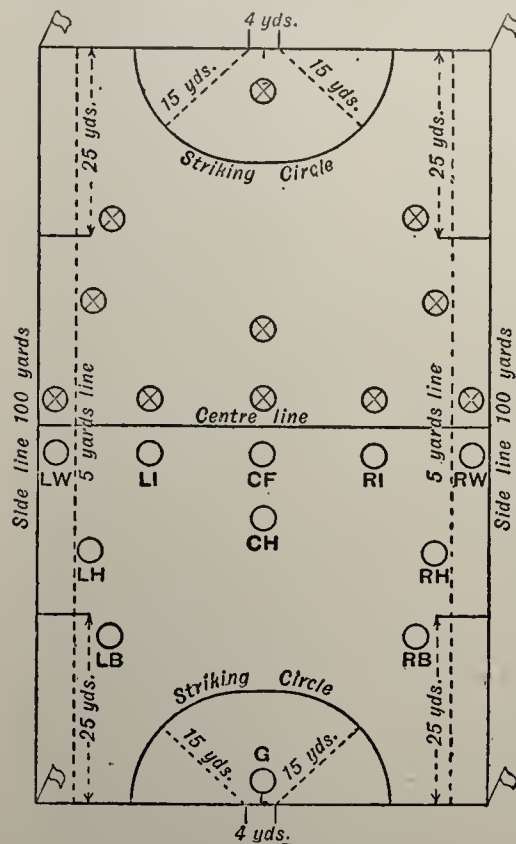 4 yds.
15 yds.
15 yds.
25 yds.
25 yds.
Striking Circle
Side line 100 yards
5 yards line
Centre line
5 yards line
Side line 100 yards
LW
LI
CF
RI
RW
CH
LH
RH
LB
RB
Striking Circle
25 yds.
15 yds.
G
15 yds.
25 yds.
4 yds.